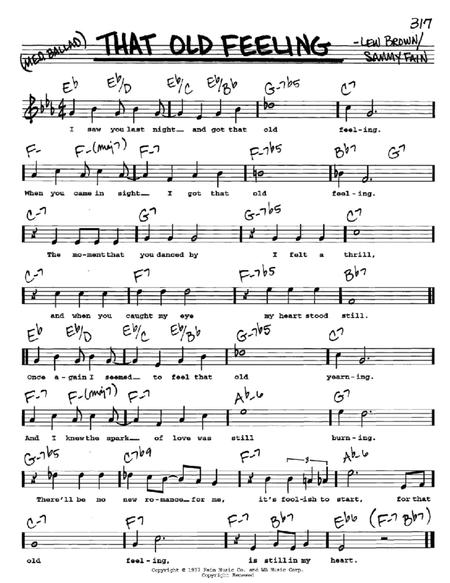 317
(MED. BALLAD)
THAT OLD FEELING
-LEW BROWN/
SAMMY FAIN
Eb Eb/D Eb/C Eb/Bb G-7b5 C7
I saw you last night and got that old feel-ing.
F- F-(maj7) F-7 F-7b5 Bb7 G7
When you came in sight I got that old feel-ing.
C-7 G7 G-7b5 C7
The mo-ment that you danced by I felt a thrill,
C-7 F7 F-7b5 Bb7
and when you caught my eye my heart stood still.
Eb Eb/D Eb/C Eb/Bb G-7b5 C7
Once a-gain I seemed to feel that old yearn-ing.
F- F-(maj7) F-7 Ab-6 G7
And I knew the spark of love was still burn-ing.
G-7b5 C7b9 F-7 3 Ab-6
There'll be no new ro-mance for me, it's fool-ish to start, for that
C-7 F7 F-7 Bb7 Eb6 (F-7 Bb7)
old feel-ing, is still in my heart.
Copyright © 1937 Fain Music Co. and WB Music Corp.
Copyright Renewed